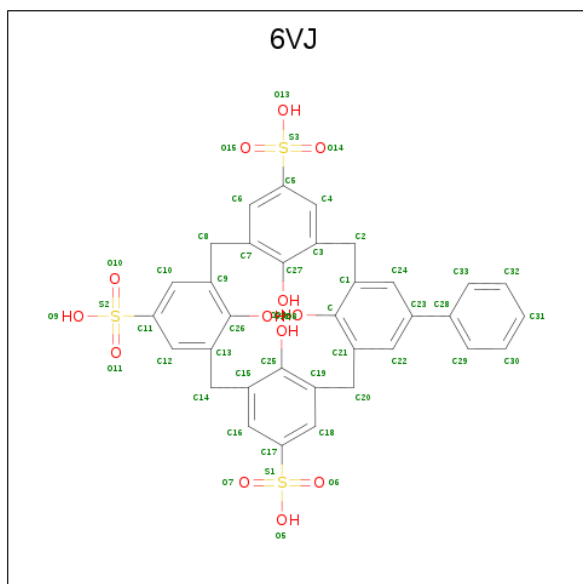 6VJ
O13
OH
S3
O15 O S O O14
C5
C6 C4
C8 C2
C7 C3
O10 C10 C9 C27 C1 C24 C33 C32
O OH
S2 C C23 C28
HO S O HO C31
O9 C11 C26
O OH
O11 C12 C13 C25 C21 C22 C29 C30
C15 C19
C14 C20
C16 C18
C17
O7 S1 O6
O S O
OH
O5